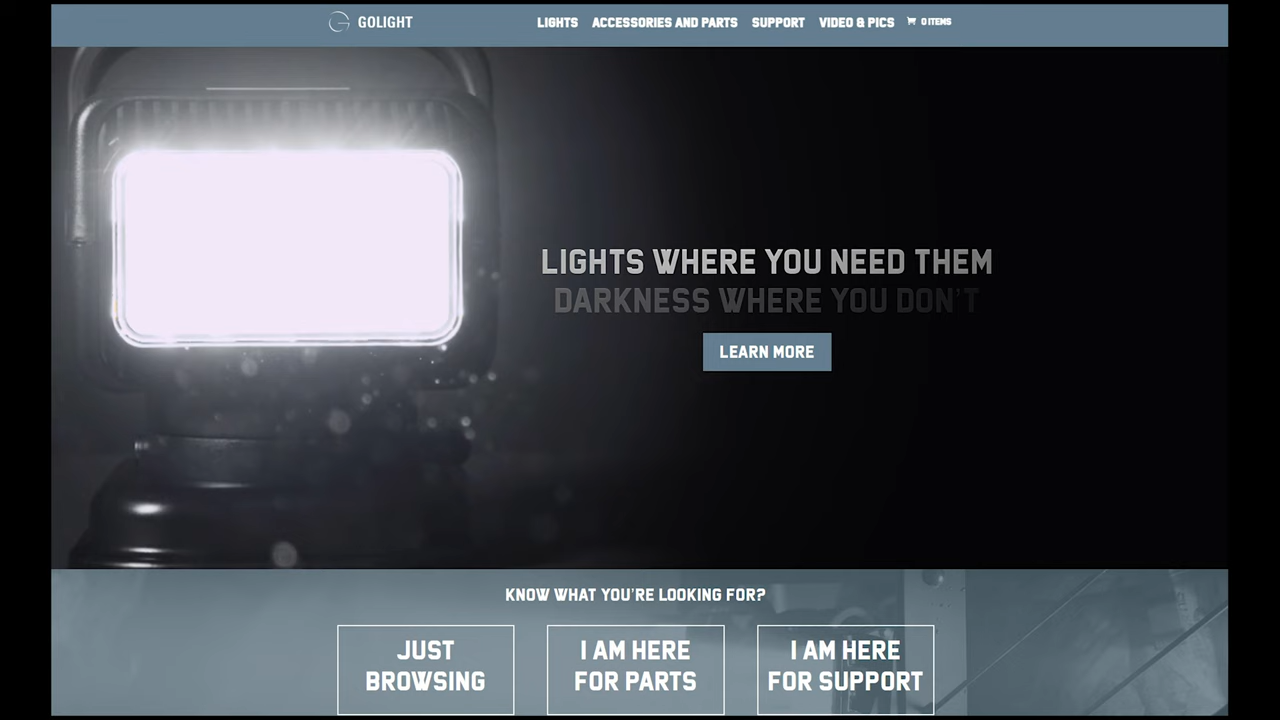 GOLIGHT
LIGHTS ACCESSORIES AND PARTS SUPPORT VIDEO & PICS 0 ITEMS
LIGHTS WHERE YOU NEED THEM
DARKNESS WHERE YOU DON'T
LEARN MORE
KNOW WHAT YOU'RE LOOKING FOR?
JUST
BROWSING
I AM HERE
FOR PARTS
I AM HERE
FOR SUPPORT